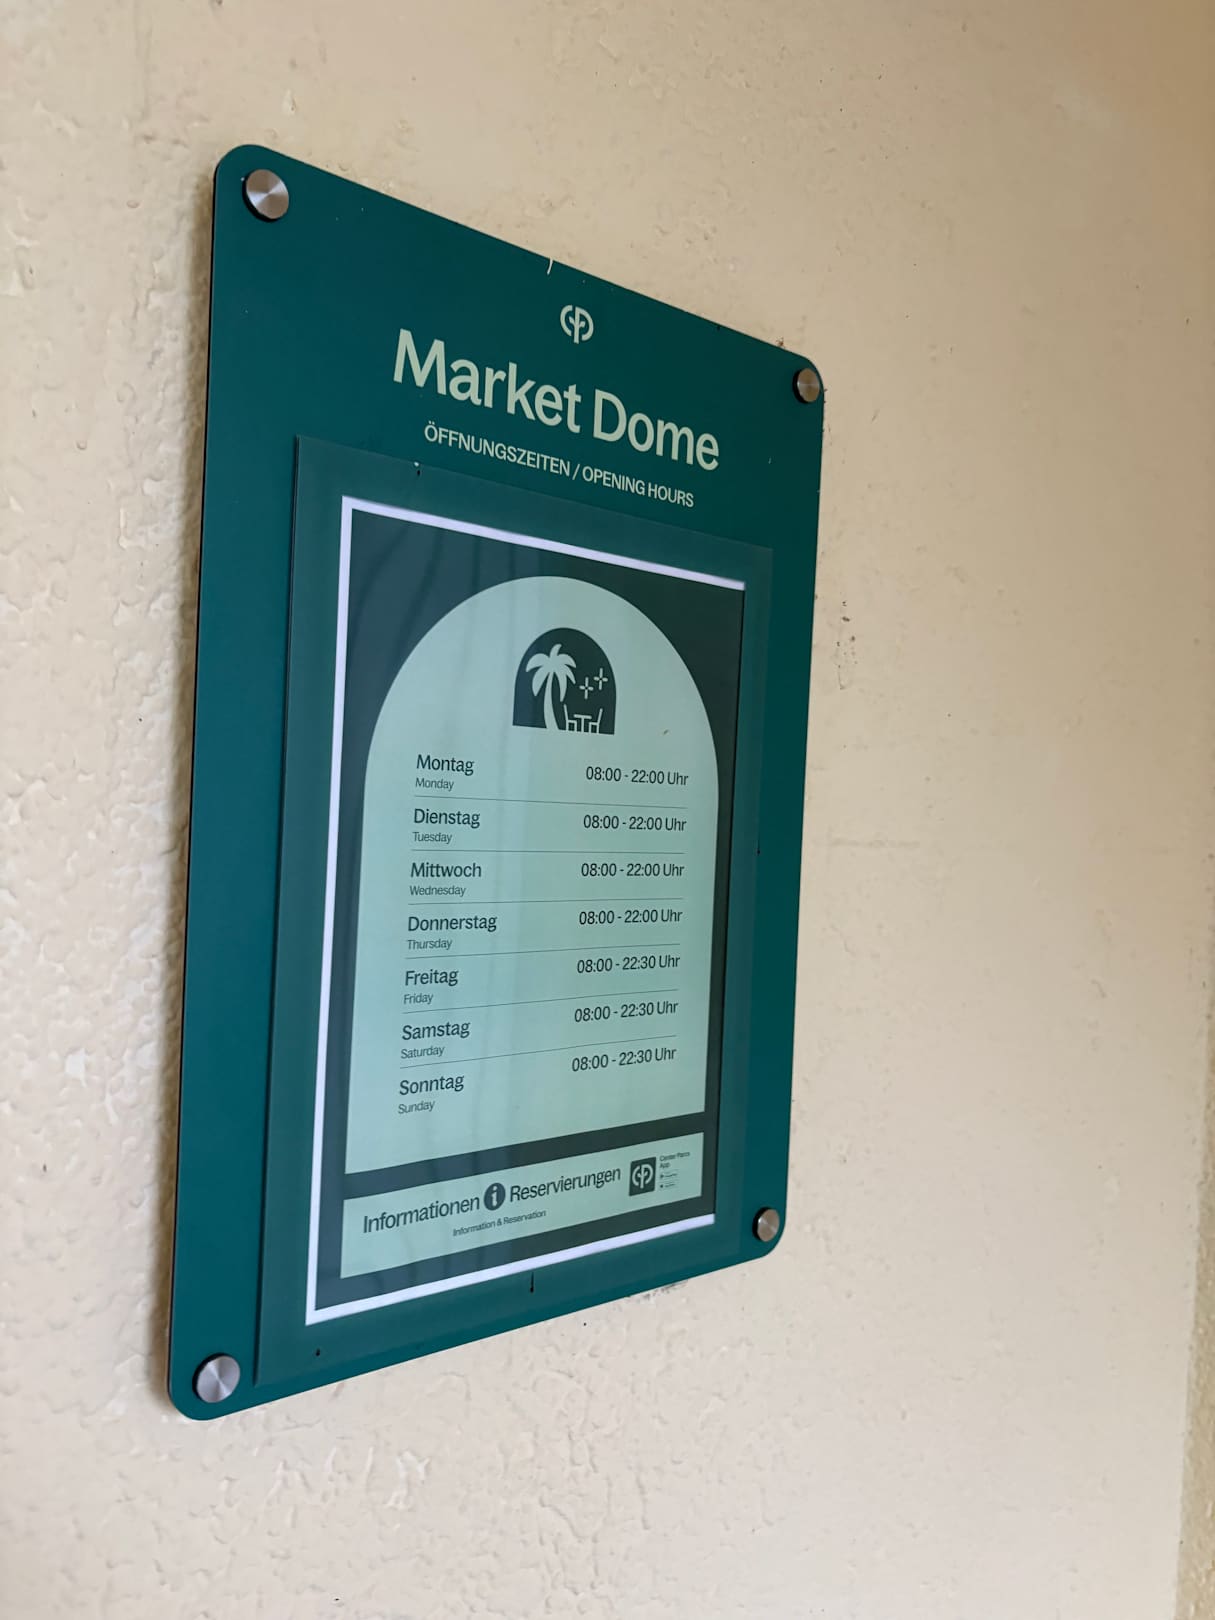 Market Dome
ÖFFNUNGSZEITEN / OPENING HOURS
Montag 08:00 - 22:00 Uhr
Monday
Dienstag 08:00 - 22:00 Uhr
Tuesday
Mittwoch 08:00 - 22:00 Uhr
Wednesday
Donnerstag 08:00 - 22:00 Uhr
Thursday
Freitag 08:00 - 22:30 Uhr
Friday
Samstag 08:00 - 22:30 Uhr
Saturday
Sonntag 08:00 - 22:30 Uhr
Sunday
Informationen i Reservierungen
Information & Reservation
Center Parcs
App